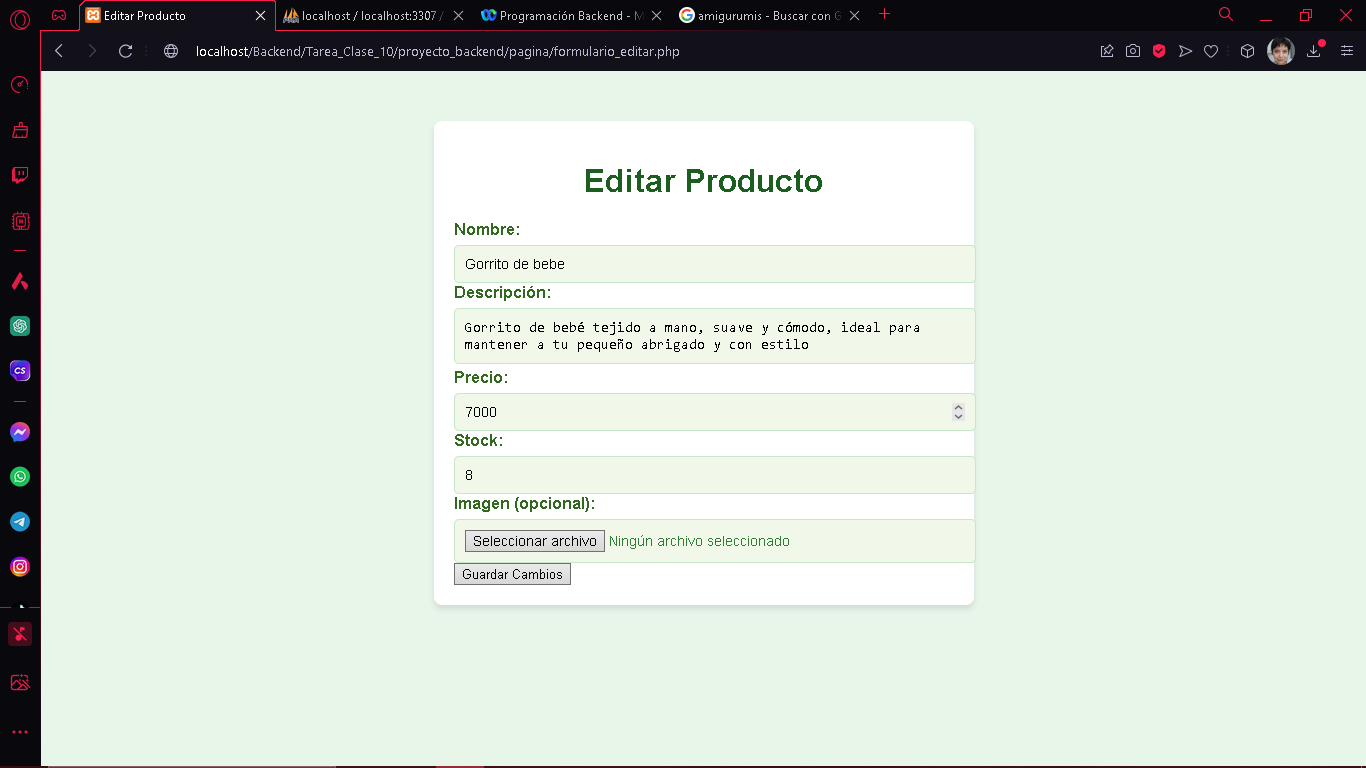 Editar Producto
localhost / localhost:3307 /
Programación Backend - M
amigurumis - Buscar con G
localhost/Backend/Tarea_Clase_10/proyecto_backend/pagina/formulario_editar.php
CS
Editar Producto
Nombre:
Gorrito de bebe
Descripción:
Gorrito de bebé tejido a mano, suave y cómodo, ideal para
mantener a tu pequeño abrigado y con estilo
Precio:
7000
Stock:
8
Imagen (opcional):
Seleccionar archivo Ningún archivo seleccionado
Guardar Cambios